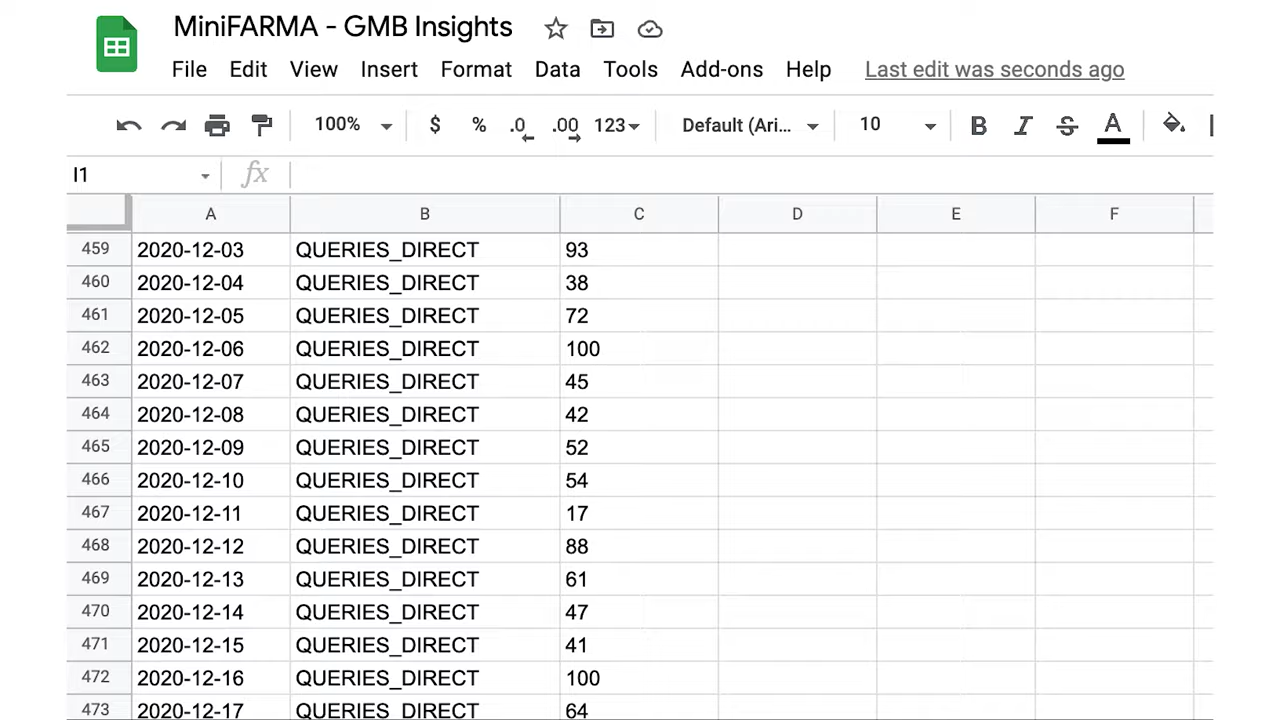 MiniFARMA - GMB Insights
File Edit View Insert Format Data Tools Add-ons Help Last edit was seconds ago
100% $ % .0 .00 123 Default (Ari... 10 B I S A
I1 fx
A B C D E F
459 2020-12-03 QUERIES_DIRECT 93
460 2020-12-04 QUERIES_DIRECT 38
461 2020-12-05 QUERIES_DIRECT 72
462 2020-12-06 QUERIES_DIRECT 100
463 2020-12-07 QUERIES_DIRECT 45
464 2020-12-08 QUERIES_DIRECT 42
465 2020-12-09 QUERIES_DIRECT 52
466 2020-12-10 QUERIES_DIRECT 54
467 2020-12-11 QUERIES_DIRECT 17
468 2020-12-12 QUERIES_DIRECT 88
469 2020-12-13 QUERIES_DIRECT 61
470 2020-12-14 QUERIES_DIRECT 47
471 2020-12-15 QUERIES_DIRECT 41
472 2020-12-16 QUERIES_DIRECT 100
473 2020-12-17 QUERIES_DIRECT 64